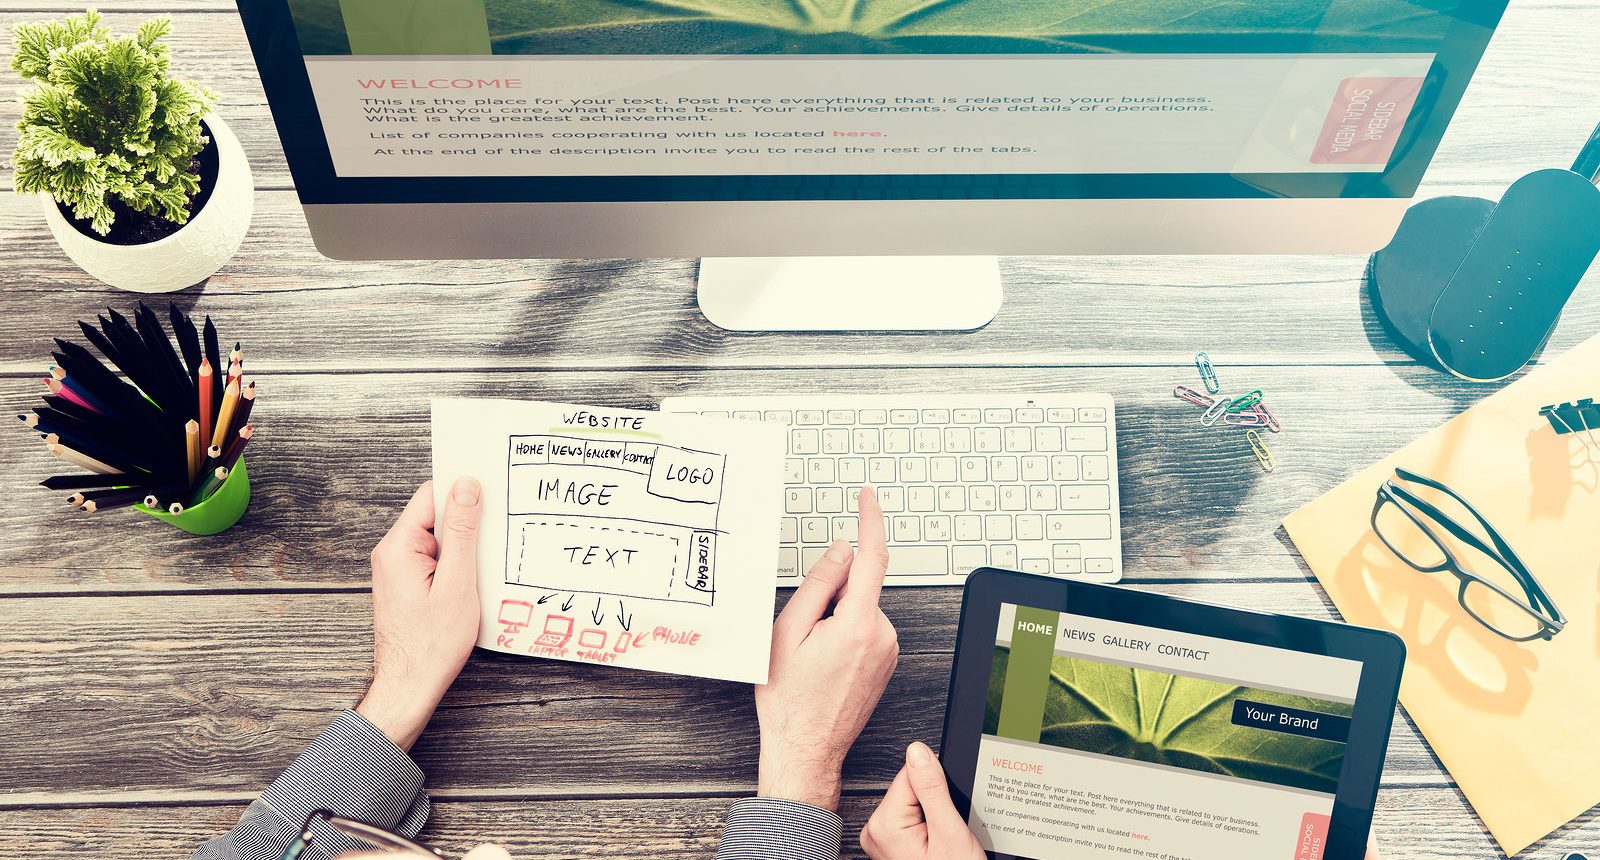 WELCOME
This is the place for your text. Post here everything that is related to your business.
What do you care, what are the best. Your achievements. Give details of operations.
What is the greatest achievement.
List of companies cooperating with us located here.
At the end of the description invite you to read the rest of the tabs.
SIDEBAR
SOCIAL MEDIA
WEBSITE
HOME NEWS GALLERY CONTACT
LOGO
IMAGE
TEXT
SIDEBAR
PHONE
PC LAPTOP TABLET
HOME NEWS GALLERY CONTACT
Your Brand
WELCOME
This is the place for your text. Post here everything that is related to your business.
What do you care, what are the best. Your achievements. Give details of operations.
What is the greatest achievement.
List of companies cooperating with us located here.
At the end of the description invite you to read the rest of the